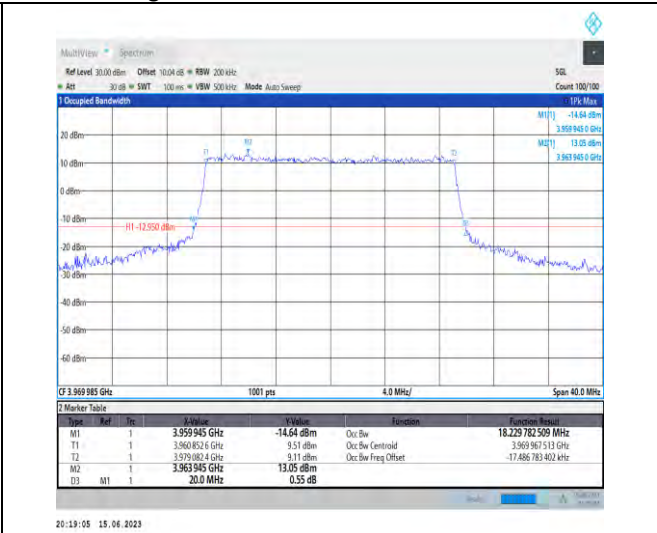 MultiView Spectrum
Ref Level 30.00 dBm Offset 10.04 dB RBW 200 kHz SGL
Att 30 dB SWT 100 ms VBW 500 kHz Mode Auto Sweep Count 100/100
1 Occupied Bandwidth 1Pk Max
M1[1] -14.64 dBm
3.959 945 0 GHz
M2[1] 13.05 dBm
3.963 945 0 GHz
20 dBm
M2
T1 T2
10 dBm
0 dBm
-10 dBm
H1 -12.950 dBm
-20 dBm
-30 dBm
-40 dBm
-50 dBm
-60 dBm
CF 3.969 985 GHz 1001 pts 4.0 MHz/ Span 40.0 MHz
2 Marker Table
Type Ref Trc X-Value Y-Value Function Function Result
M1 1 3.959 945 GHz -14.64 dBm Occ Bw 18.229 782 509 MHz
T1 1 3.960 852 6 GHz 9.51 dBm Occ Bw Centroid 3.969 967 513 GHz
T2 1 3.979 082 4 GHz 9.11 dBm Occ Bw Freq Offset -17.486 783 402 kHz
M2 1 3.963 945 GHz 13.05 dBm
D3 M1 1 20.0 MHz 0.55 dB
20:19:05 15.06.2023